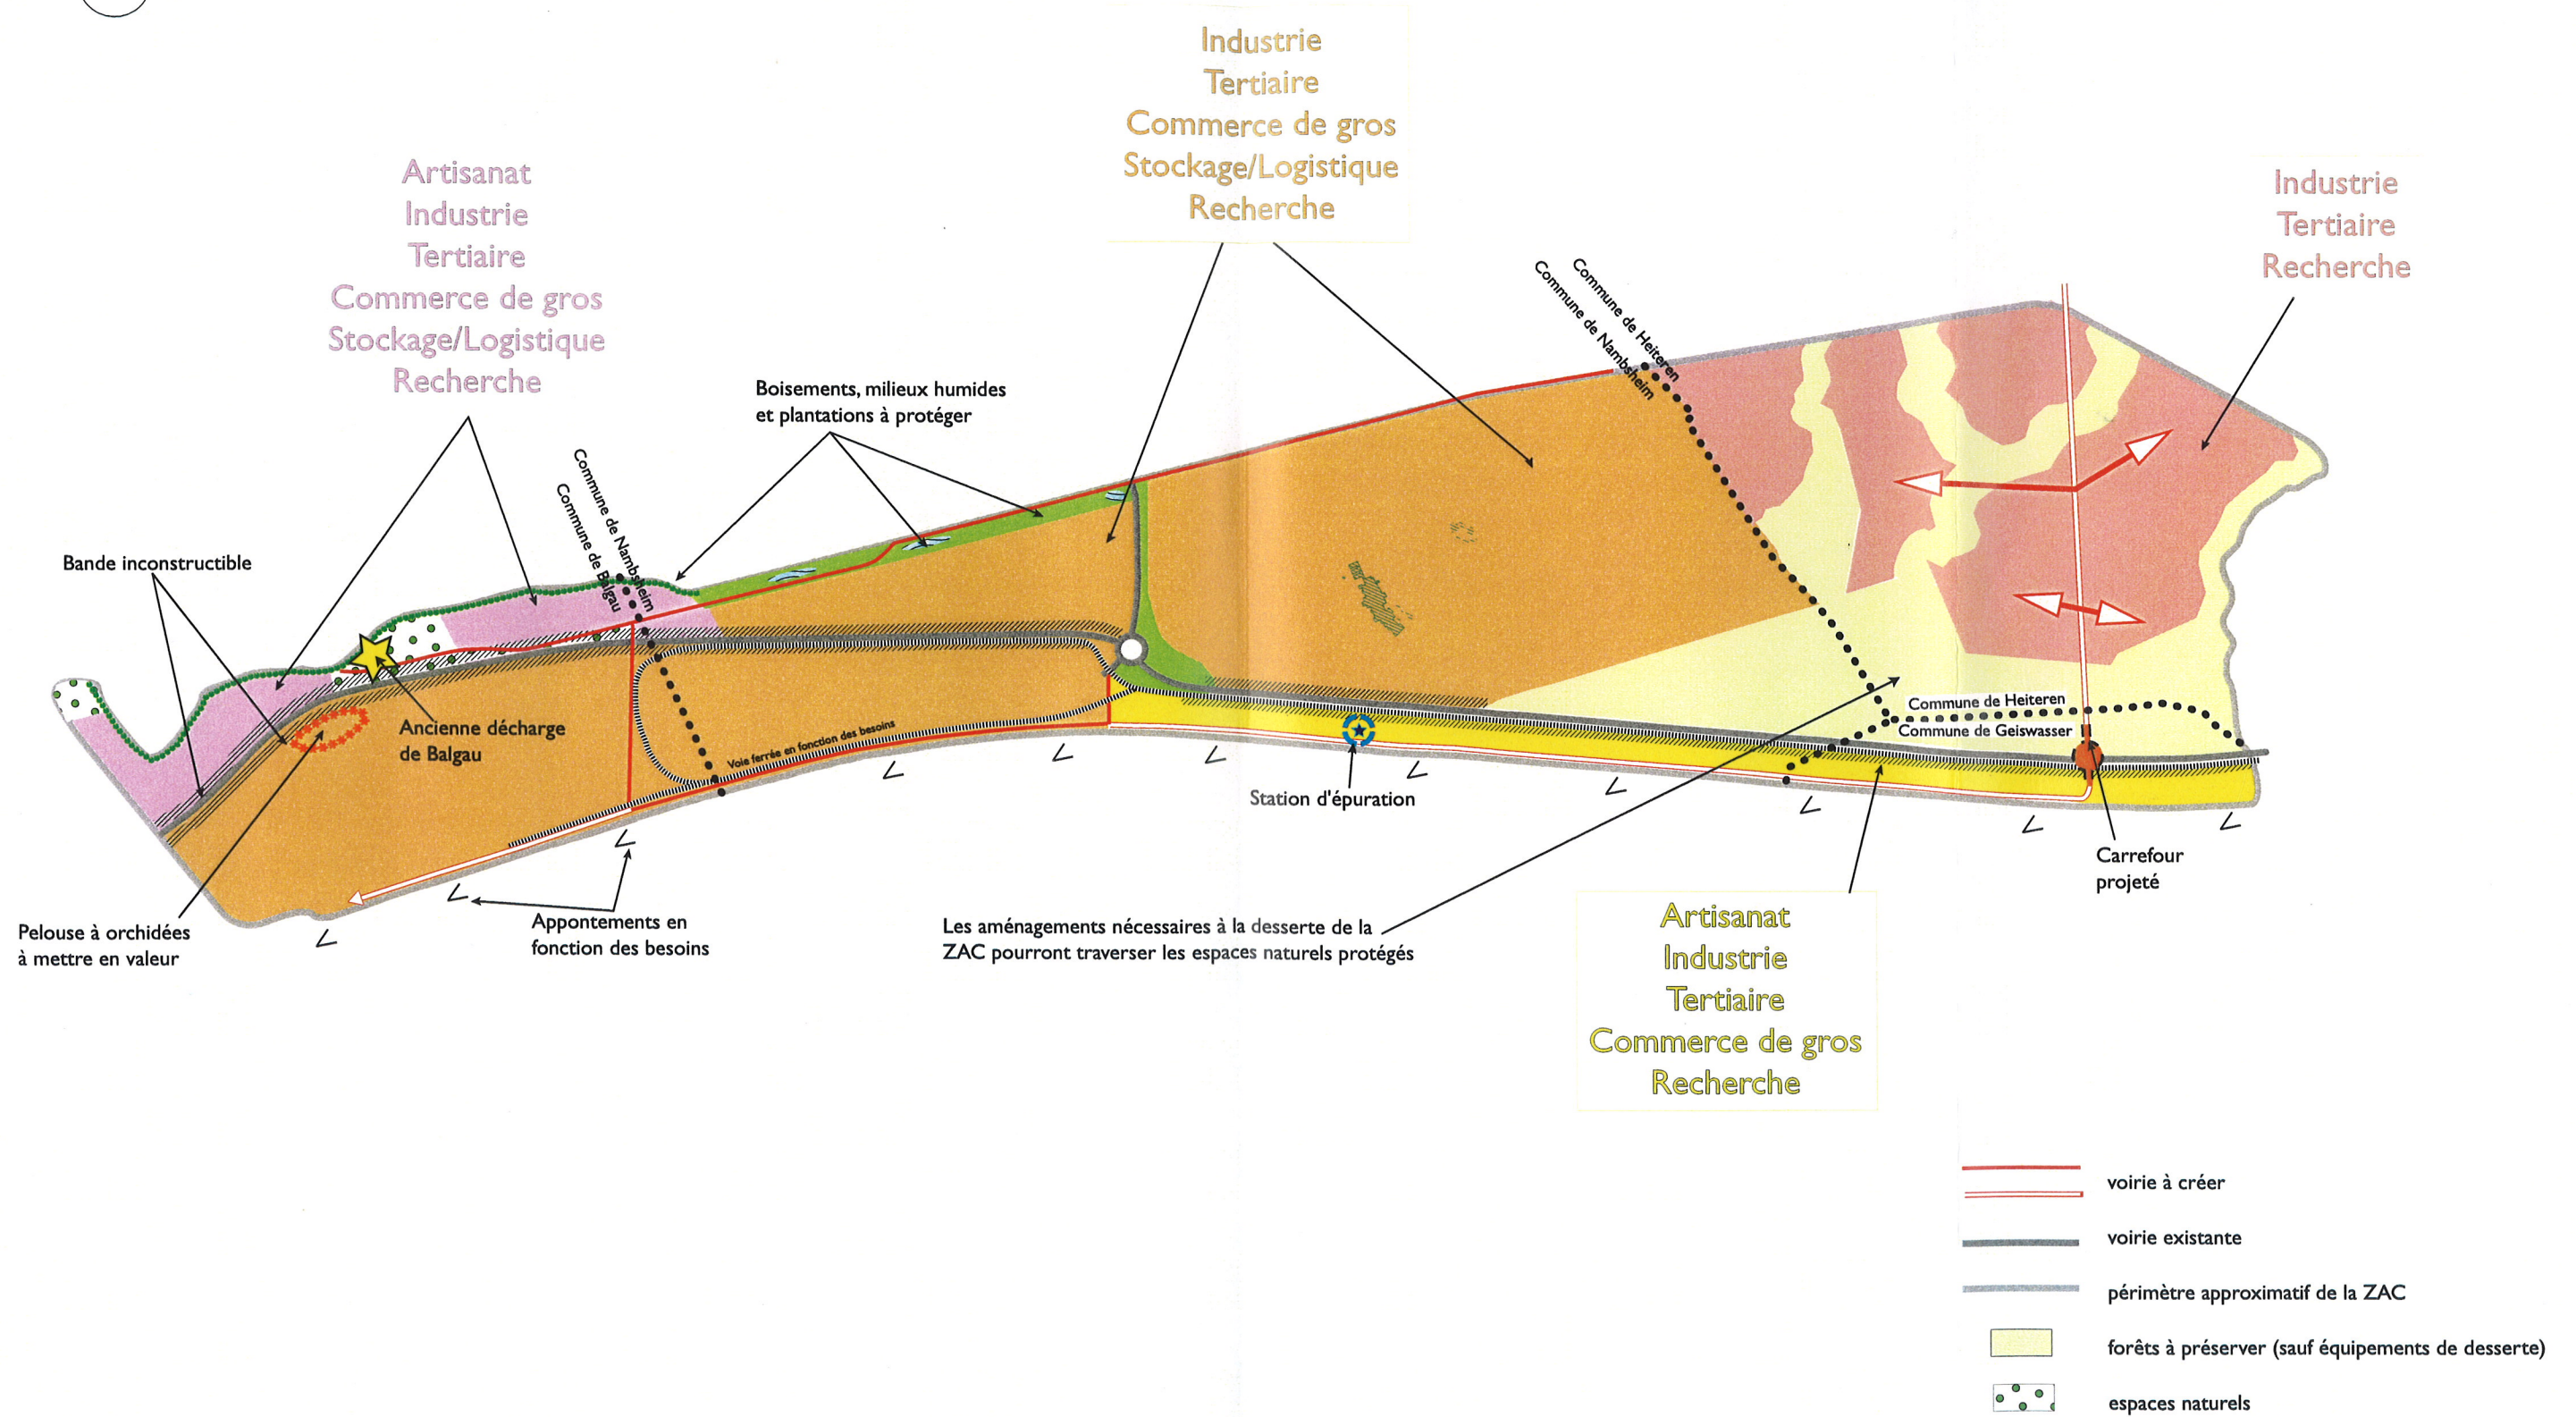 Industrie
Tertiaire
Commerce de gros
Stockage/Logistique
Recherche
Artisanat
Industrie
Tertiaire
Commerce de gros
Stockage/Logistique
Recherche
Industrie
Tertiaire
Recherche
Commune de Heiteren
Commune de Nambsheim
Boisements, milieux humides
et plantations à protéger
Commune de Nambsheim
Commune de Balgau
Bande inconstructible
Ancienne décharge
de Balgau
Voie ferrée en fonction des besoins
Commune de Heiteren
Commune de Geiswasser
Station d'épuration
Carrefour
projeté
Pelouse à orchidées
à mettre en valeur
Appontements en
fonction des besoins
Les aménagements nécessaires à la desserte de la
ZAC pourront traverser les espaces naturels protégés
Artisanat
Industrie
Tertiaire
Commerce de gros
Recherche
voirie à créer
voirie existante
périmètre approximatif de la ZAC
forêts à préserver (sauf équipements de desserte)
espaces naturels